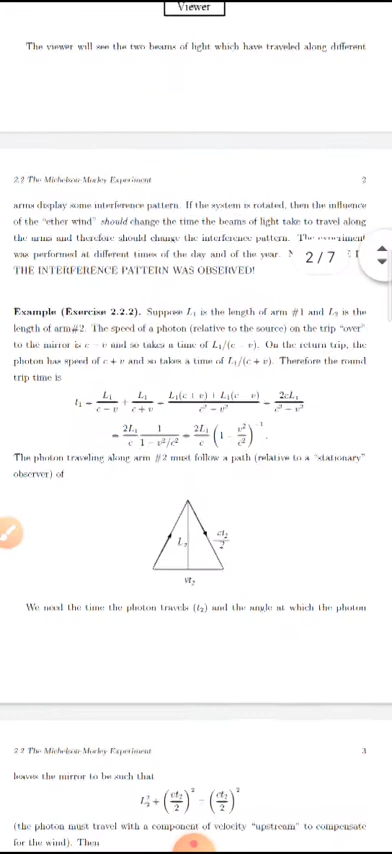 Viewer
The viewer will see the two beams of light which have traveled along different
2.2 The Michelson-Morley Experiment 2
arms display some interference pattern. If the system is rotated, then the influence
of the "ether wind" should change the time the beams of light take to travel along
the arms and therefore should change the interference pattern. The experiment
was performed at different times of the day and of the year. N
2/7
THE INTERFERENCE PATTERN WAS OBSERVED!
Example (Exercise 2.2.2). Suppose L₁ is the length of arm #1 and L₂ is the
length of arm#2. The speed of a photon (relative to the source) on the trip "over"
to the mirror is c − v and so takes a time of L₁/(c − v). On the return trip, the
photon has speed of c + v and so takes a time of L₁/(c + v). Therefore the round
trip time is
t₁ = L₁/(c − v) + L₁/(c + v) = (L₁(c + v) + L₁(c − v))/(c² − v²) = 2cL₁/(c² − v²)
= 2L₁/c 1/(1 − v²/c²) = 2L₁/c (1 − v²/c²)⁻¹.
The photon traveling along arm #2 must follow a path (relative to a "stationary"
observer) of
L₂ ct₂/2
vt₂
We need the time the photon travels (t₂) and the angle at which the photon
2.2 The Michelson-Morley Experiment 3
leaves the mirror to be such that
L₂² + (vt₂/2)² = (ct₂/2)²
(the photon must travel with a component of velocity "upstream" to compensate
for the wind). Then